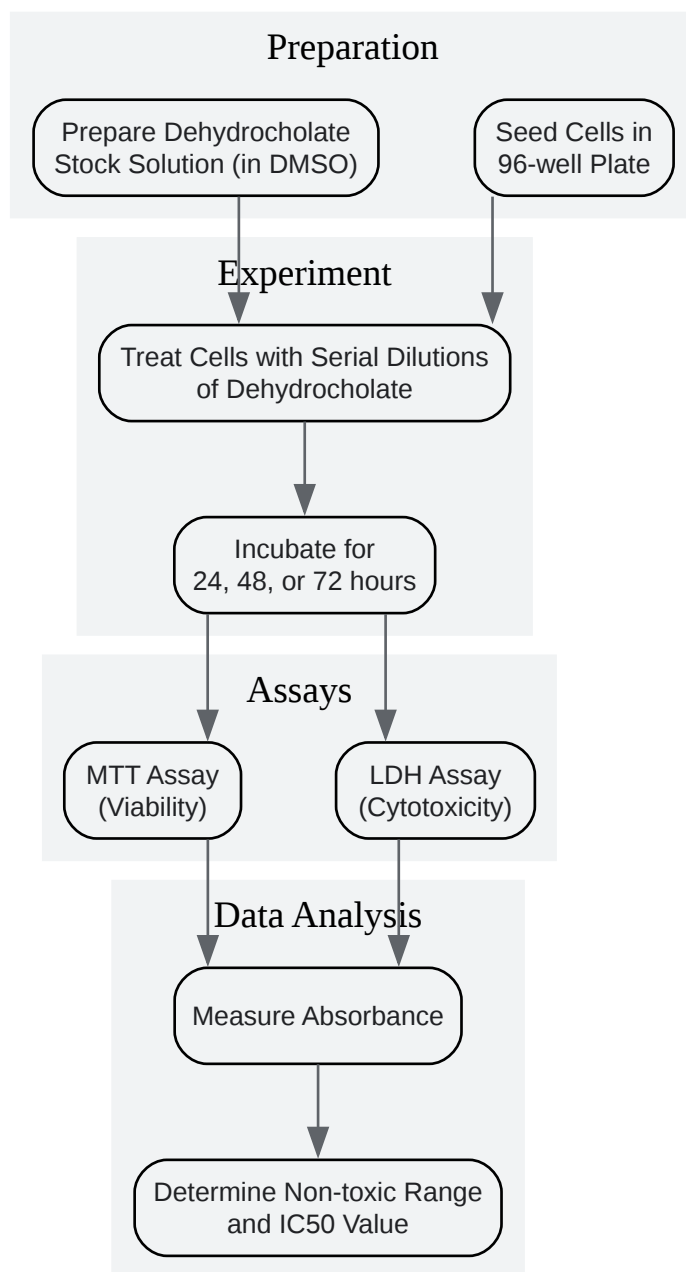 Preparation
Prepare Dehydrocholate
Stock Solution (in DMSO)
Seed Cells in
96-well Plate
Experiment
Treat Cells with Serial Dilutions
of Dehydrocholate
Incubate for
24, 48, or 72 hours
Assays
MTT Assay
(Viability)
LDH Assay
(Cytotoxicity)
Data Analysis
Measure Absorbance
Determine Non-toxic Range
and IC50 Value